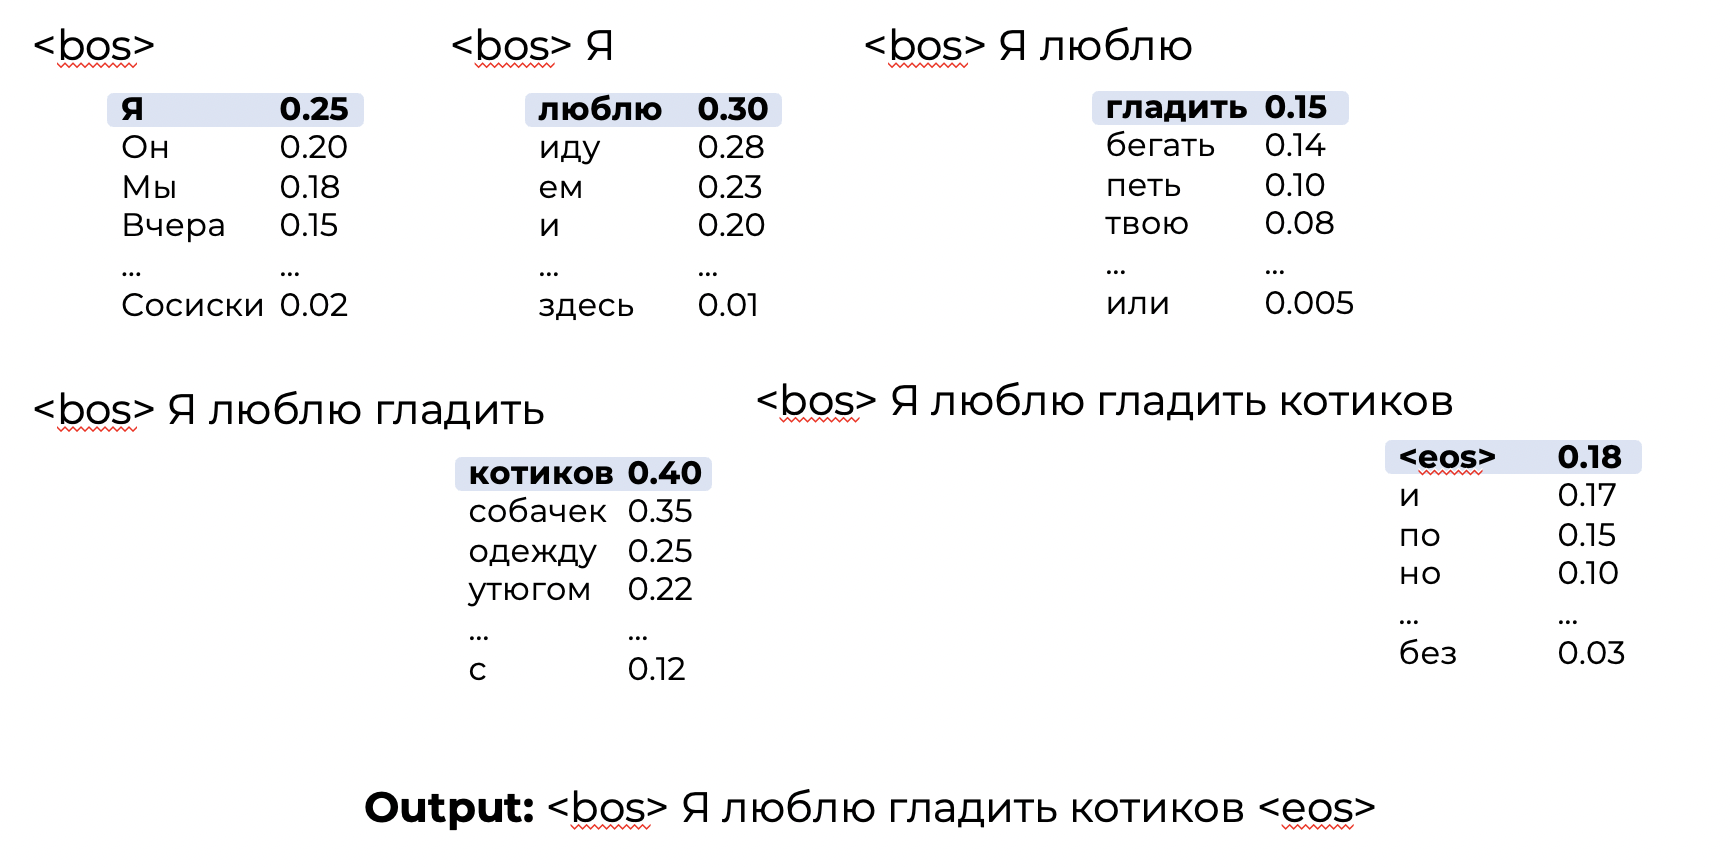 <bos>
Я 0.25
Он 0.20
Мы 0.18
Вчера 0.15
... ...
Сосиски 0.02
<bos> Я
люблю 0.30
иду 0.28
ем 0.23
и 0.20
... ...
здесь 0.01
<bos> Я люблю
гладить 0.15
бегать 0.14
петь 0.10
твою 0.08
... ...
или 0.005
<bos> Я люблю гладить
котиков 0.40
собачек 0.35
одежду 0.25
утюгом 0.22
... ...
с 0.12
<bos> Я люблю гладить котиков
<eos> 0.18
и 0.17
по 0.15
но 0.10
... ...
без 0.03
Output: <bos> Я люблю гладить котиков <eos>